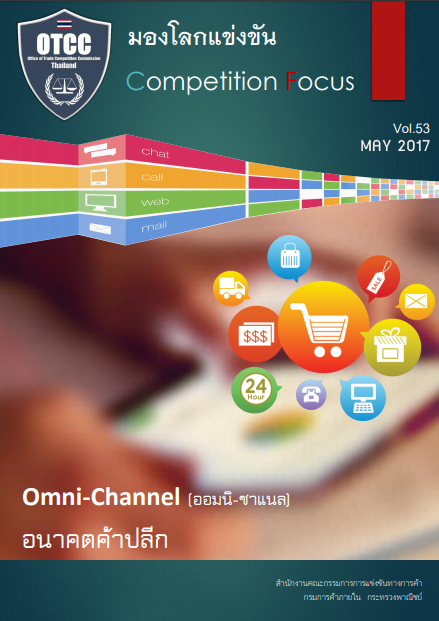 OTCC
Office of Trade Competition Commission
Thailand
มองโลกแข่งขัน
Competition Focus
Vol.53
MAY 2017
chat
call
web
mail
SALE
$$$
24
Hour
Omni-Channel (ออมนิ-ชาแนล)
อนาคตค้าปลีก
สำนักงานคณะกรรมการการแข่งขันทางการค้า
กรมการค้าภายใน กระทรวงพาณิชย์